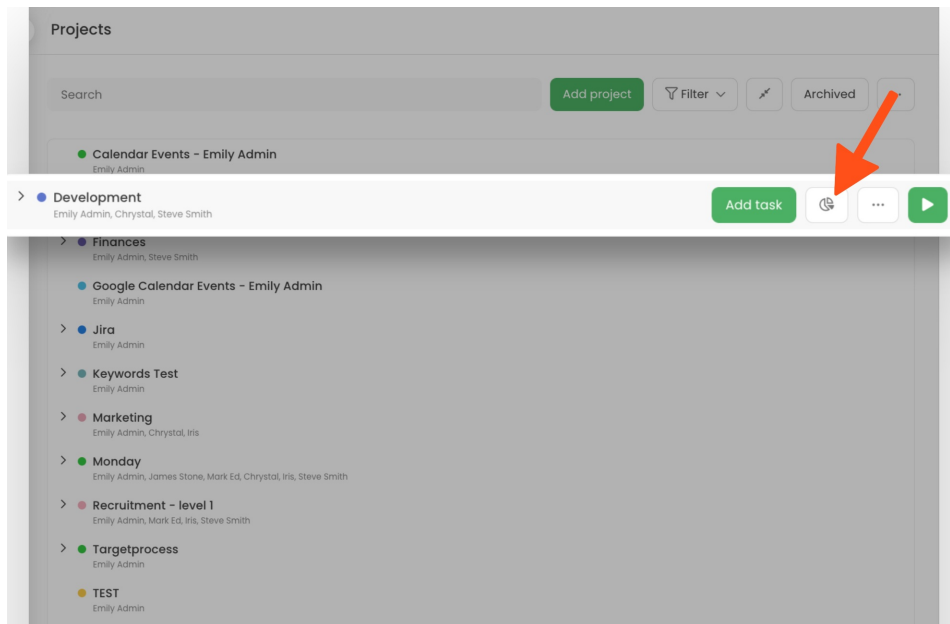 Projects
Search
Add project
Filter
Archived
Calendar Events - Emily Admin
Emily Admin
Development
Emily Admin, Chrystal, Steve Smith
Add task
Finances
Emily Admin, Steve Smith
Google Calendar Events - Emily Admin
Emily Admin
Jira
Emily Admin
Keywords Test
Emily Admin
Marketing
Emily Admin, Chrystal, Iris
Monday
Emily Admin, James Stone, Mark Ed, Chrystal, Iris, Steve Smith
Recruitment - level 1
Emily Admin, Mark Ed, Iris, Steve Smith
Targetprocess
Emily Admin
TEST
Emily Admin